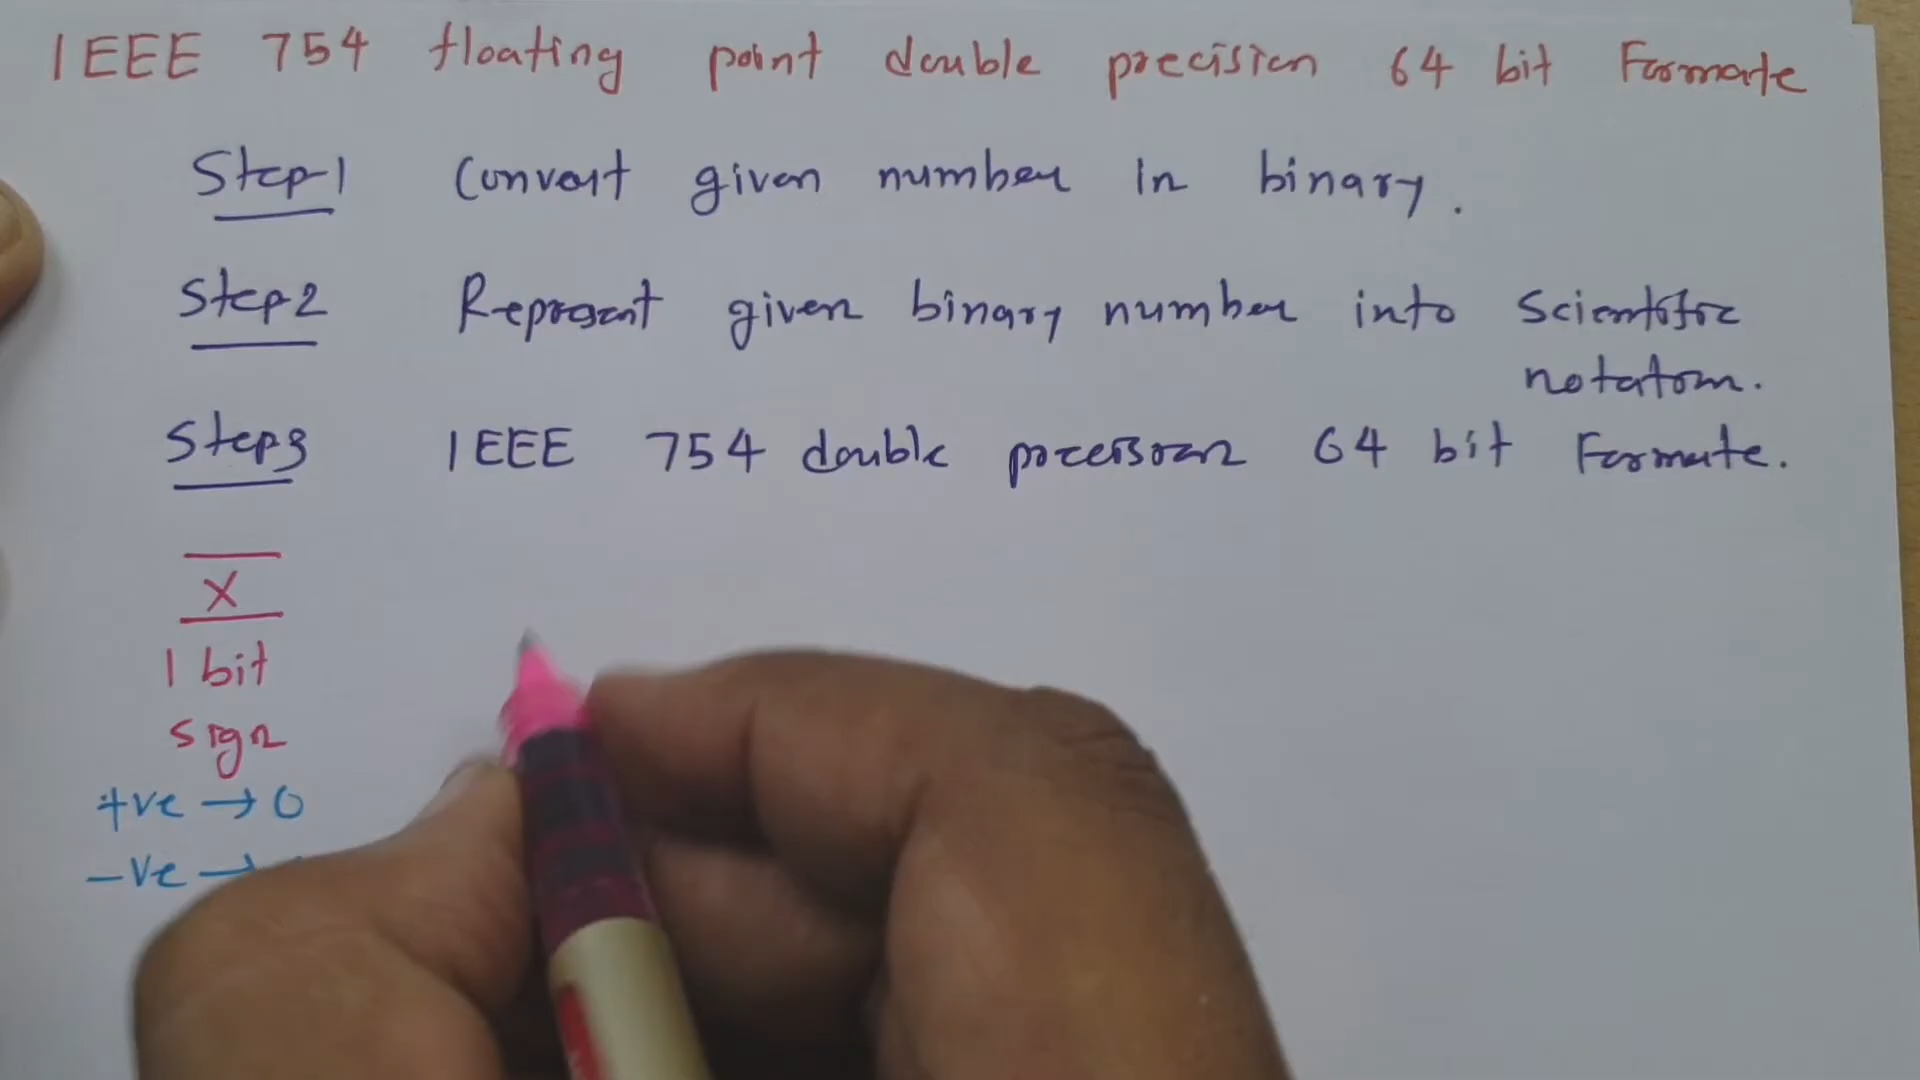 IEEE 754 floating point double precision 64 bit Formate
Step 1 Convert given number in binary.
Step 2 Represent given binary number into Scientific
notation.
Step 3 IEEE 754 double precision 64 bit Formate.
X
1 bit
sign
+ve → 0
-ve →